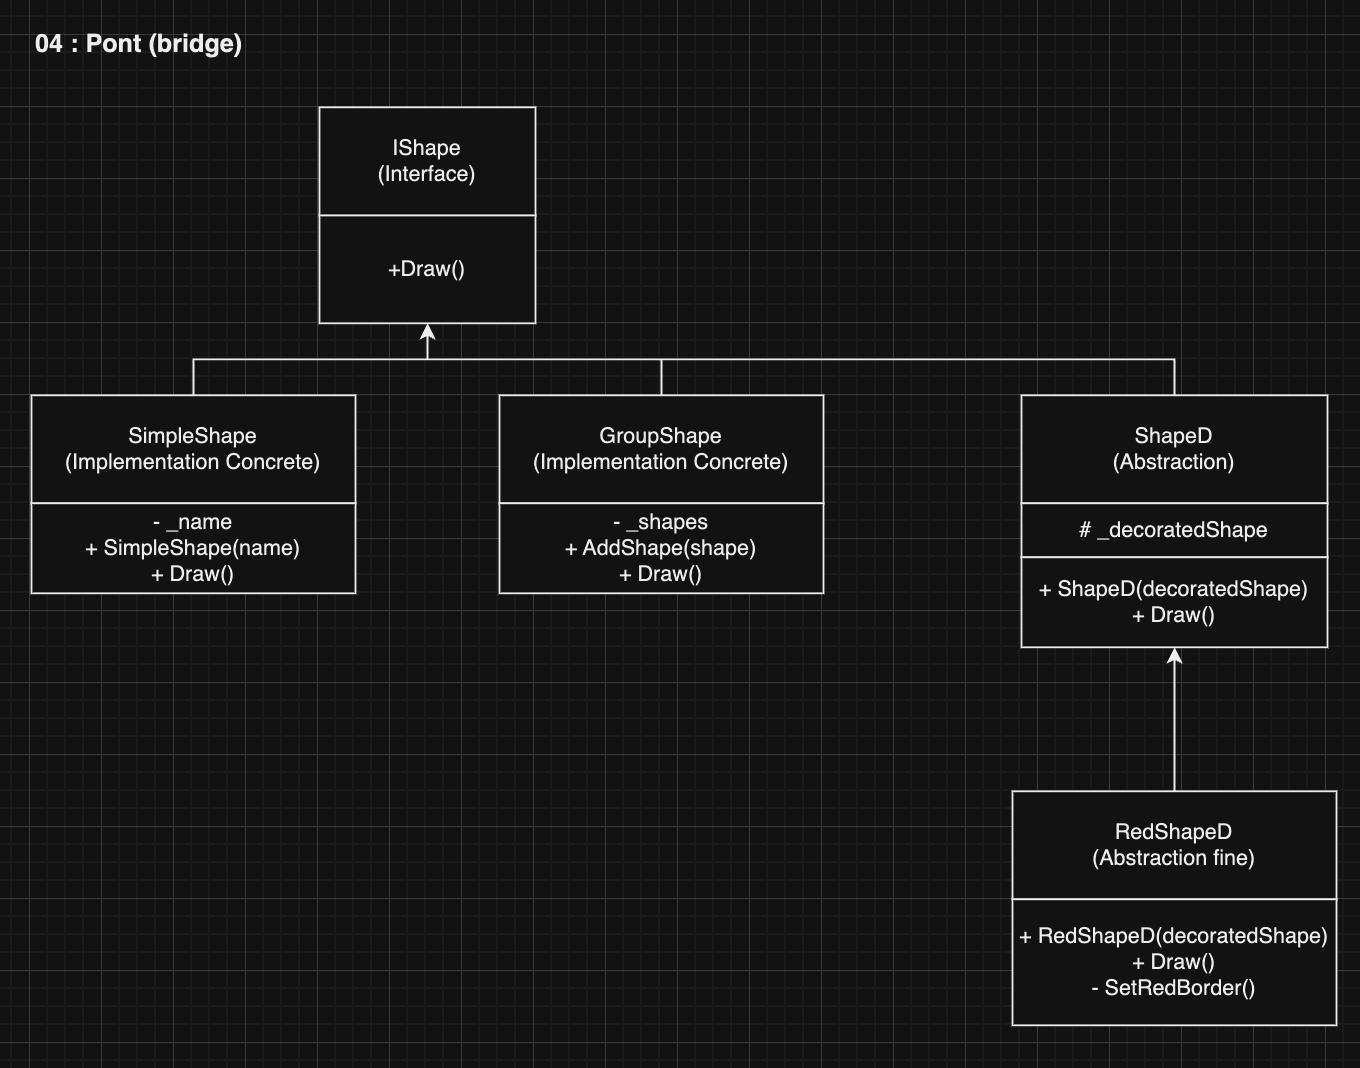 04 : Pont (bridge)
IShape
(Interface)
+Draw()
SimpleShape
(Implementation Concrete)
- _name
+ SimpleShape(name)
+ Draw()
GroupShape
(Implementation Concrete)
- _shapes
+ AddShape(shape)
+ Draw()
ShapeD
(Abstraction)
# _decoratedShape
+ ShapeD(decoratedShape)
+ Draw()
RedShapeD
(Abstraction fine)
+ RedShapeD(decoratedShape)
+ Draw()
- SetRedBorder()